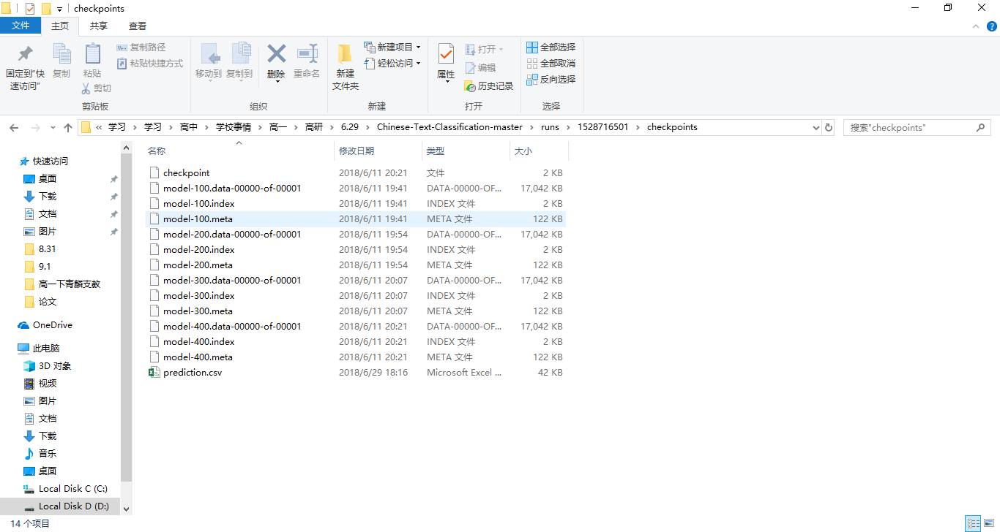 checkpoints
文件 主页 共享 查看
固定到"快速访问"
复制
粘贴
复制路径
粘贴快捷方式
剪切
剪贴板
移动到
复制到
删除
重命名
组织
新建文件夹
新建项目
轻松访问
新建
属性
打开
编辑
历史记录
打开
全部选择
全部取消
反向选择
选择
« 学习 › 学习 › 高中 › 学校事情 › 高一 › 高研 › 6.29 › Chinese-Text-Classification-master › runs › 1528716501 › checkpoints
搜索"checkpoints"
快速访问
桌面
下载
文档
图片
8.31
9.1
高一下青麟支教
论文
OneDrive
此电脑
3D 对象
视频
图片
文档
下载
音乐
桌面
Local Disk C (C:)
Local Disk D (D:)
名称 修改日期 类型 大小
checkpoint 2018/6/11 20:21 文件 2 KB
model-100.data-00000-of-00001 2018/6/11 19:41 DATA-00000-OF... 17,042 KB
model-100.index 2018/6/11 19:41 INDEX 文件 2 KB
model-100.meta 2018/6/11 19:41 META 文件 122 KB
model-200.data-00000-of-00001 2018/6/11 19:54 DATA-00000-OF... 17,042 KB
model-200.index 2018/6/11 19:54 INDEX 文件 2 KB
model-200.meta 2018/6/11 19:54 META 文件 122 KB
model-300.data-00000-of-00001 2018/6/11 20:07 DATA-00000-OF... 17,042 KB
model-300.index 2018/6/11 20:07 INDEX 文件 2 KB
model-300.meta 2018/6/11 20:07 META 文件 122 KB
model-400.data-00000-of-00001 2018/6/11 20:21 DATA-00000-OF... 17,042 KB
model-400.index 2018/6/11 20:21 INDEX 文件 2 KB
model-400.meta 2018/6/11 20:21 META 文件 122 KB
prediction.csv 2018/6/29 18:16 Microsoft Excel ... 42 KB
14 个项目